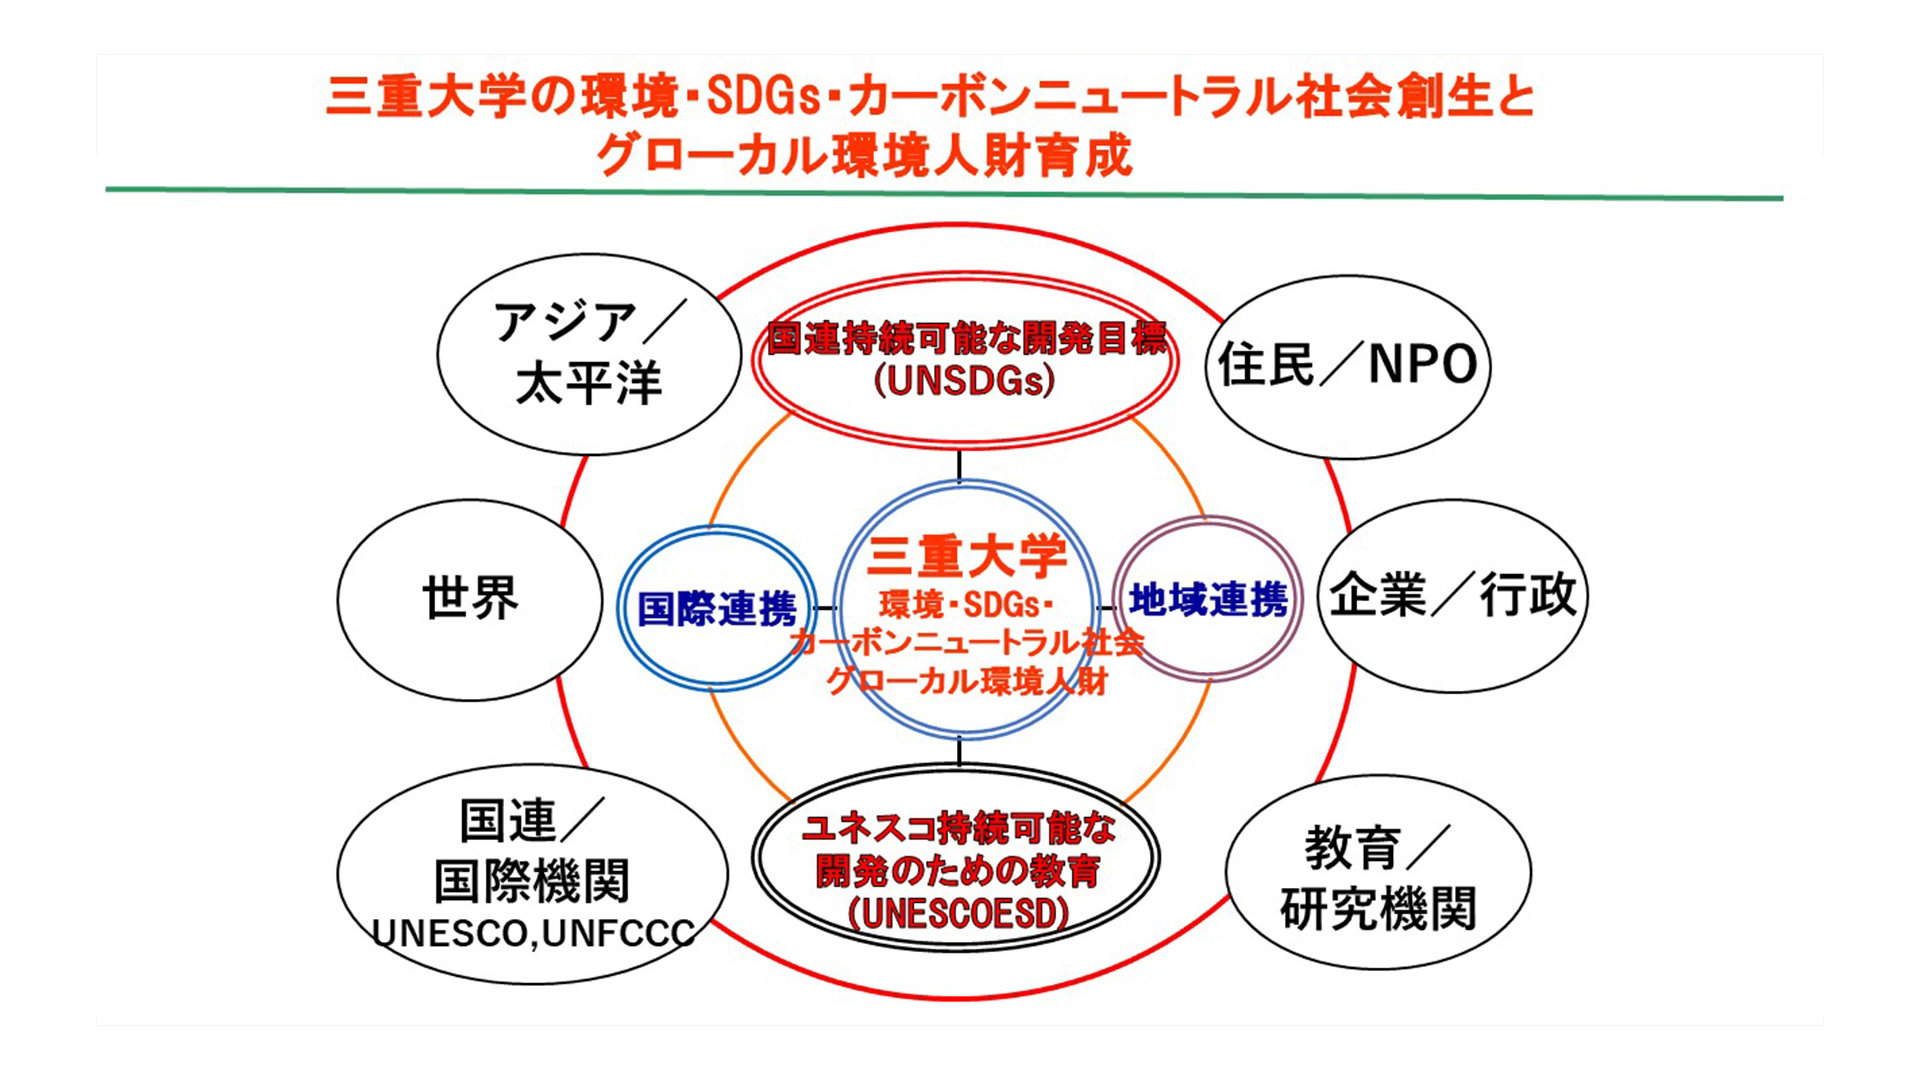 三重大学の環境・SDGs・カーボンニュートラル社会創生と
グローカル環境人財育成
アジア／
太平洋
国連持続可能な開発目標
(UNSDGs)
住民／NPO
世界
国際連携
三重大学
環境・SDGs・
カーボンニュートラル社会
グローカル環境人財
地域連携
企業／行政
国連／
国際機関
UNESCO,UNFCCC
ユネスコ持続可能な
開発のための教育
(UNESCOESD)
教育／
研究機関